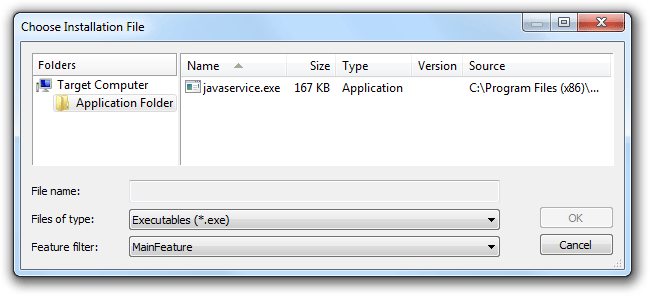 Choose Installation File
Folders
Target Computer
Application Folder
Name Size Type Version Source
javaservice.exe 167 KB Application C:\Program Files (x86)\...
File name:
Files of type: Executables (*.exe) OK
Feature filter: MainFeature Cancel